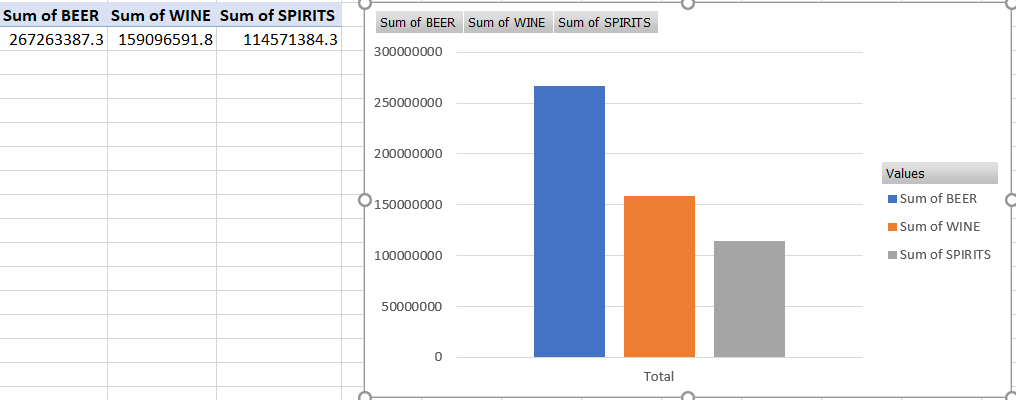 Sum of BEER Sum of WINE Sum of SPIRITS
267263387.3 159096591.8 114571384.3
Sum of BEER Sum of WINE Sum of SPIRITS
300000000
250000000
200000000
150000000
100000000
50000000
0
Total
Values
Sum of BEER
Sum of WINE
Sum of SPIRITS